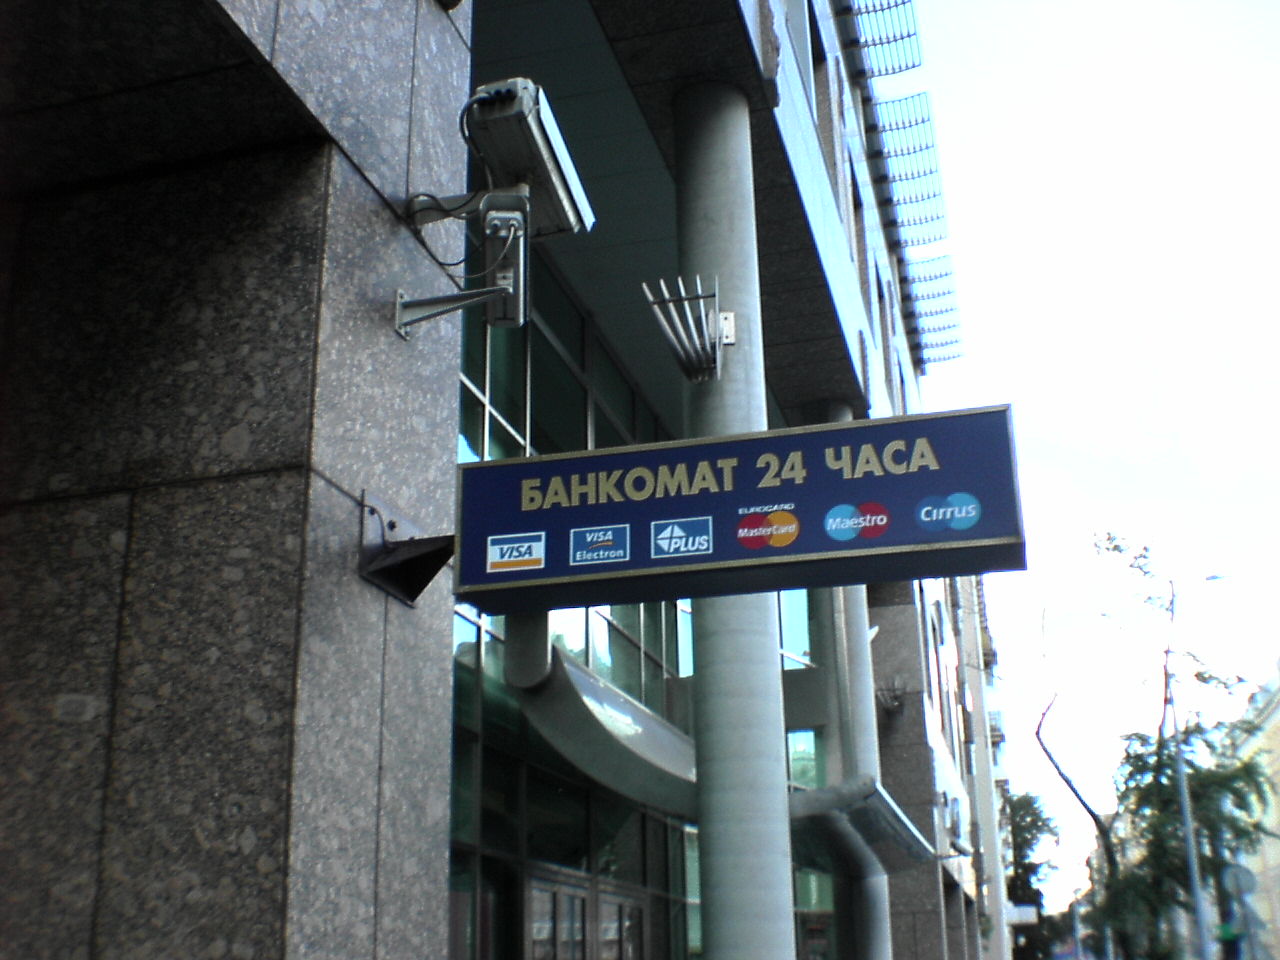 БАНКОМАТ 24 ЧАСА
VISA
VISA Electron
PLUS
EUROCARD
MasterCard
Maestro
Cirrus